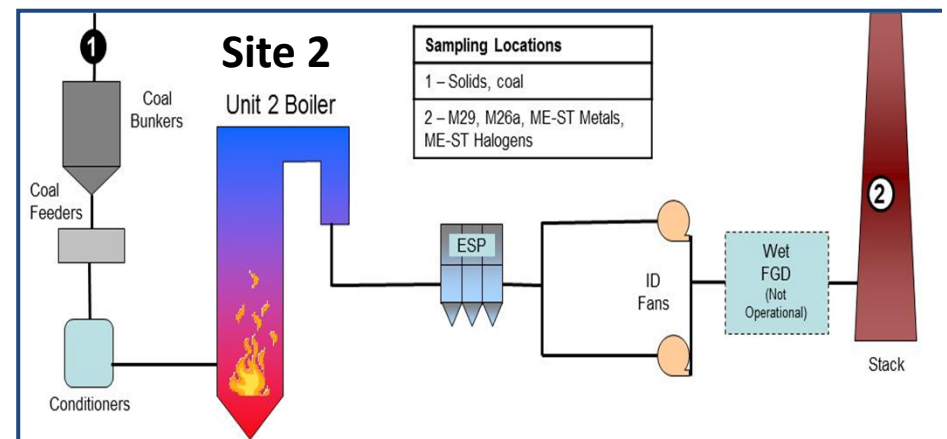 Site 2
1
Coal
Bunkers
Unit 2 Boiler
Sampling Locations
1 – Solids, coal
2 – M29, M26a, ME-ST Metals,
ME-ST Halogens
Coal
Feeders
Conditioners
ESP
ID
Fans
Wet
FGD
(Not
Operational)
2
Stack